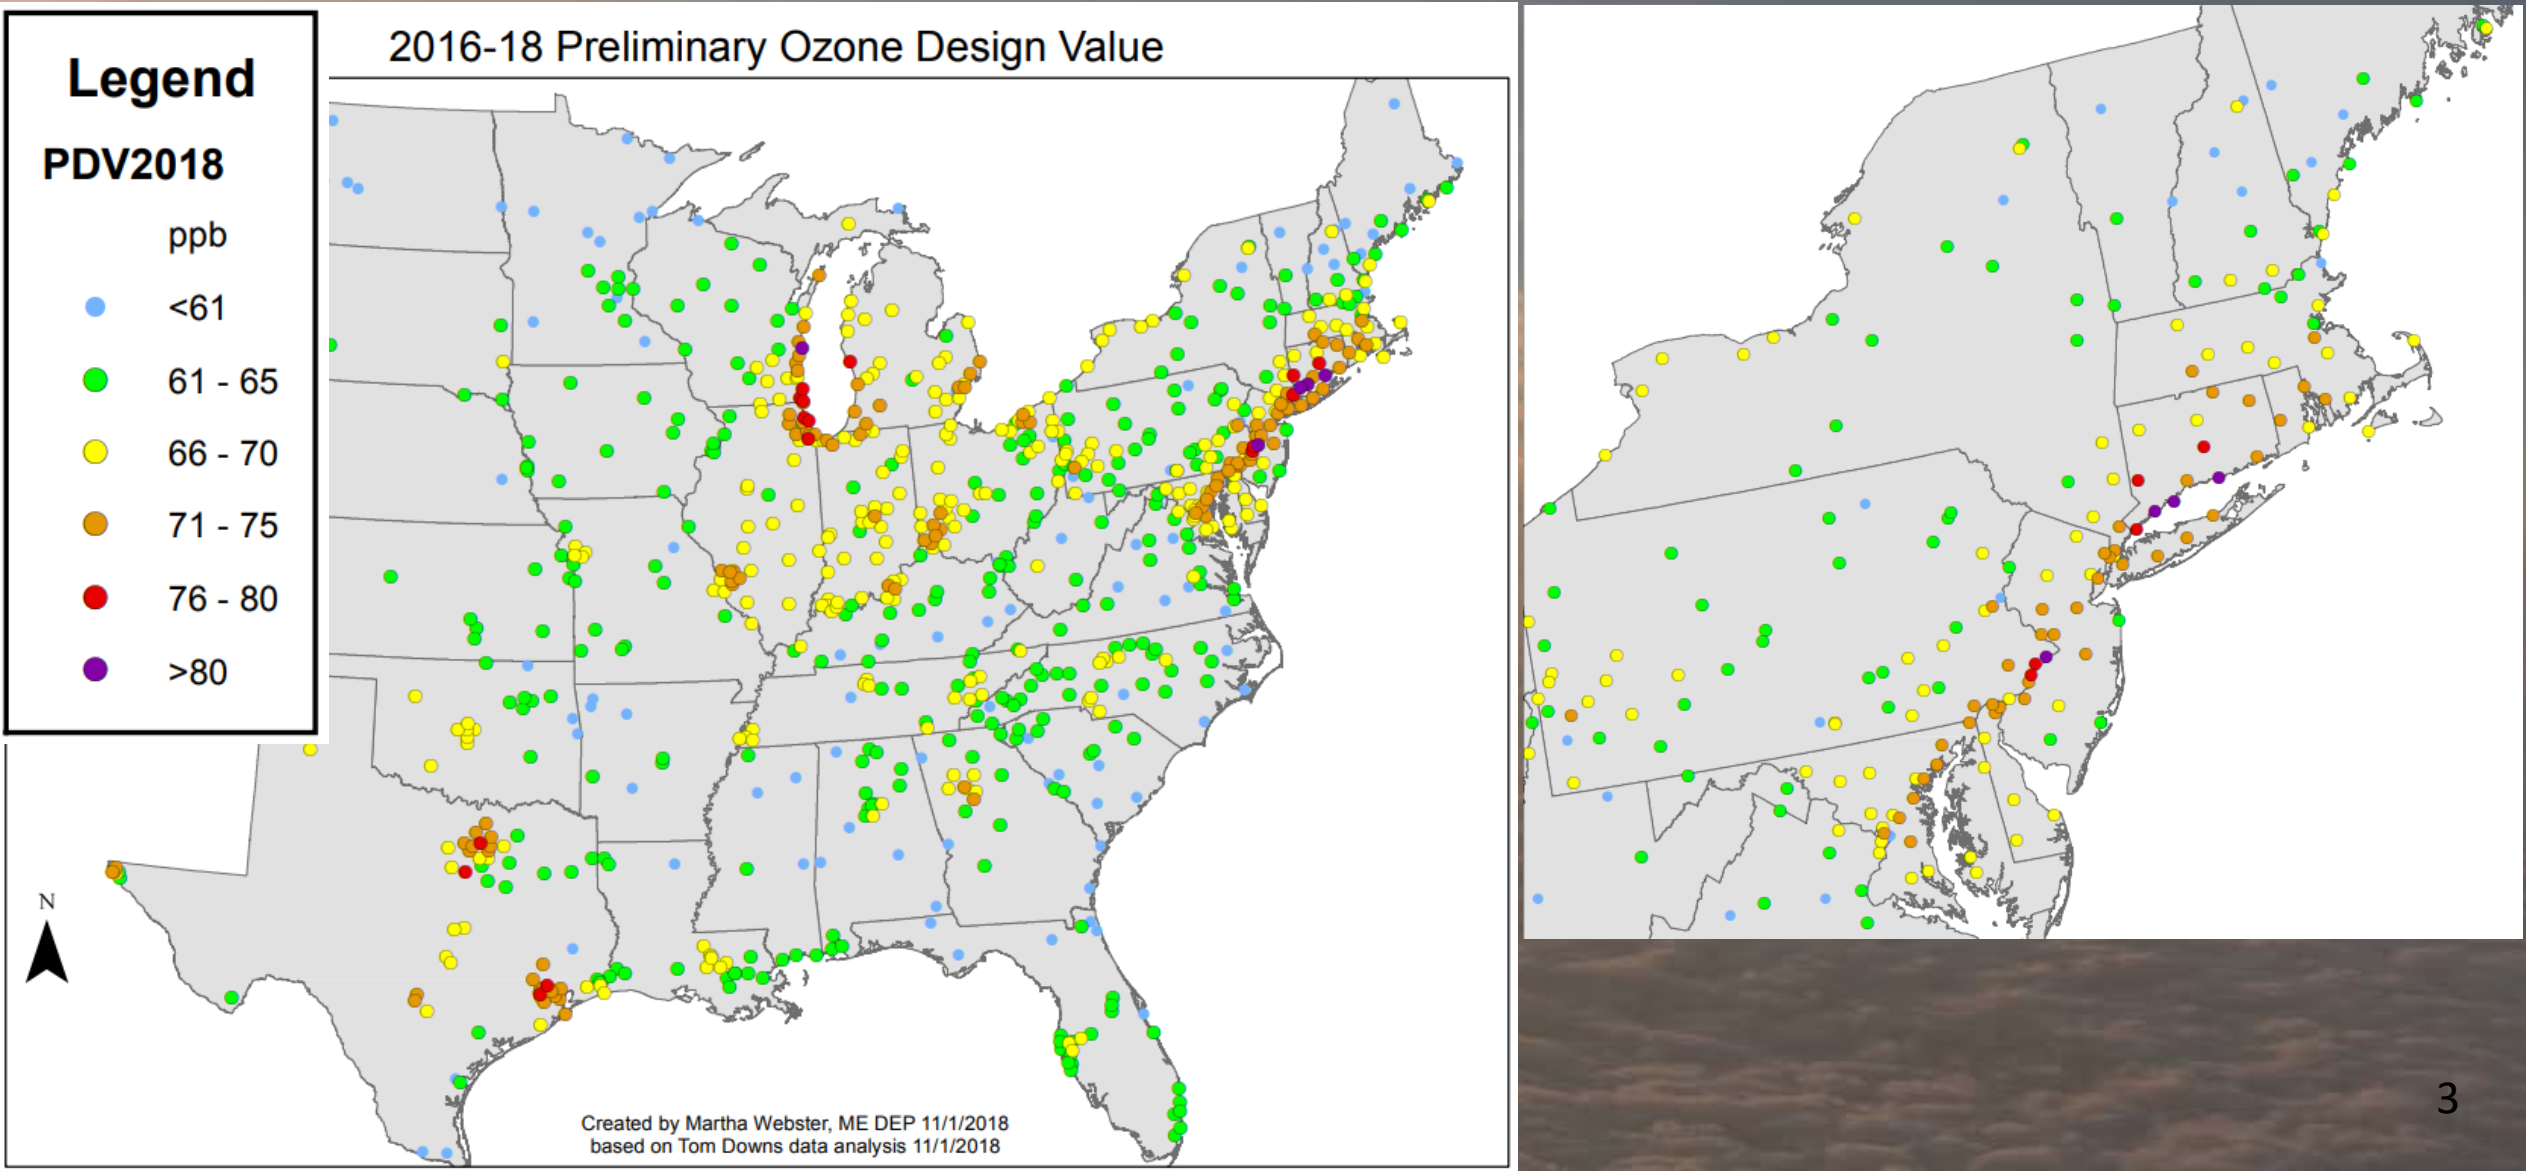 2016-18 Preliminary Ozone Design Value
Legend
PDV2018
ppb
<61
61 - 65
66 - 70
71 - 75
76 - 80
>80
N
Created by Martha Webster, ME DEP 11/1/2018
based on Tom Downs data analysis 11/1/2018
3